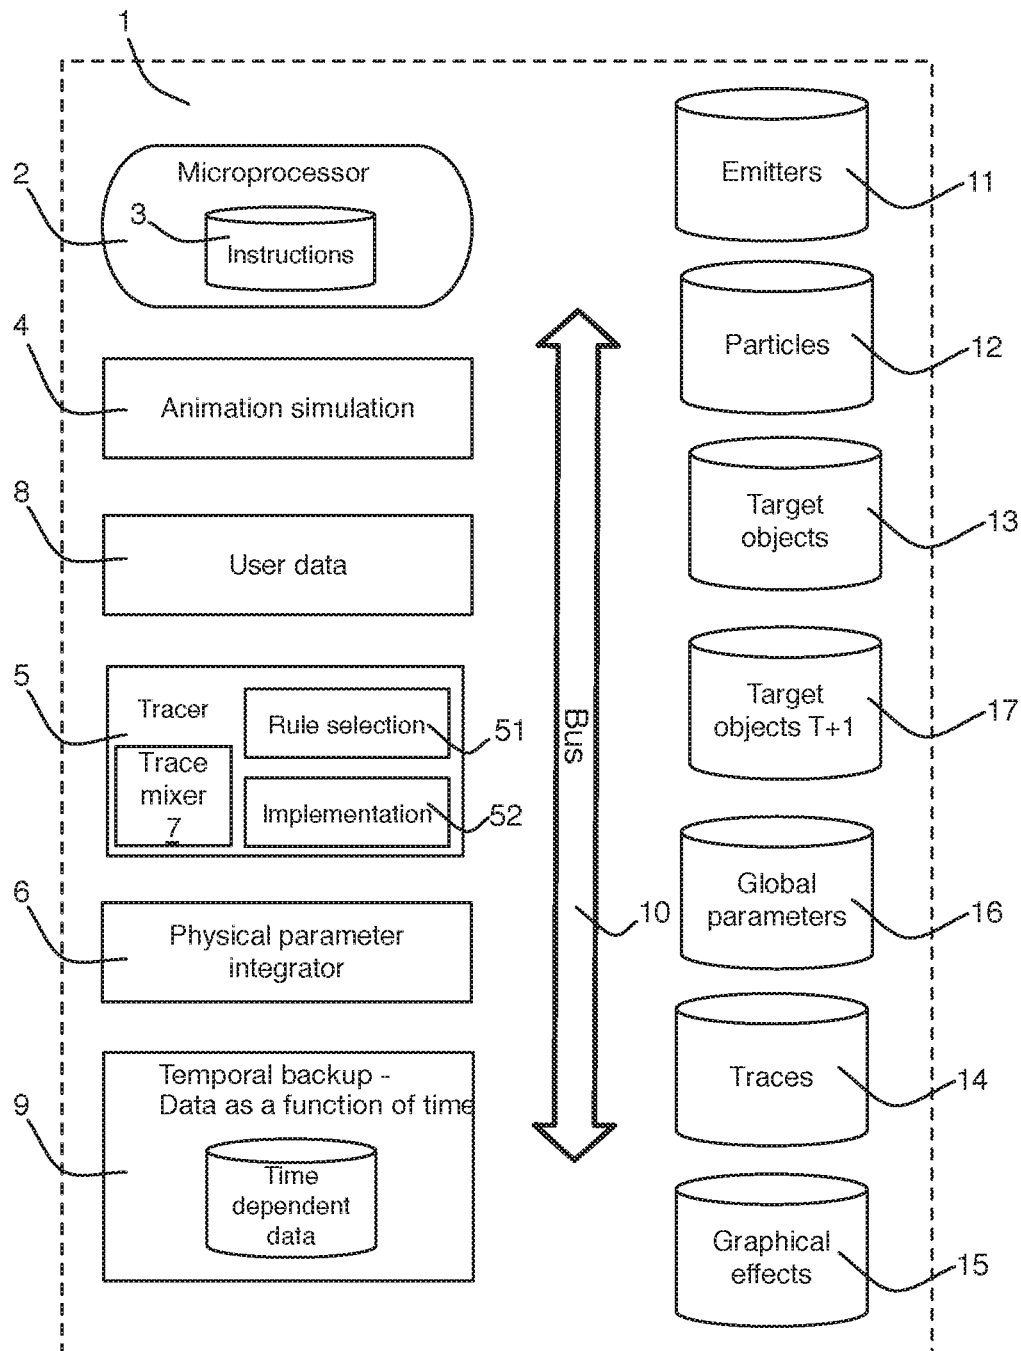 1
2
Microprocessor
3
Instructions
4
Animation simulation
8
User data
5
Tracer
Rule selection
51
Trace
mixer
7
Implementation
52
6
Physical parameter
integrator
9
Temporal backup -
Data as a function of time
Time
dependent
data
Bus
10
Emitters
11
Particles
12
Target
objects
13
Target
objects T+1
17
Global
parameters
16
Traces
14
Graphical
effects
15